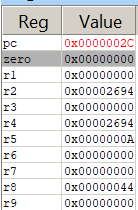 Reg Value
pc 0x0000002C
zero 0x00000000
r1 0x00000000
r2 0x00002694
r3 0x00000000
r4 0x00002694
r5 0x0000000A
r6 0x00000000
r7 0x00000000
r8 0x00000044
r9 0x00000000